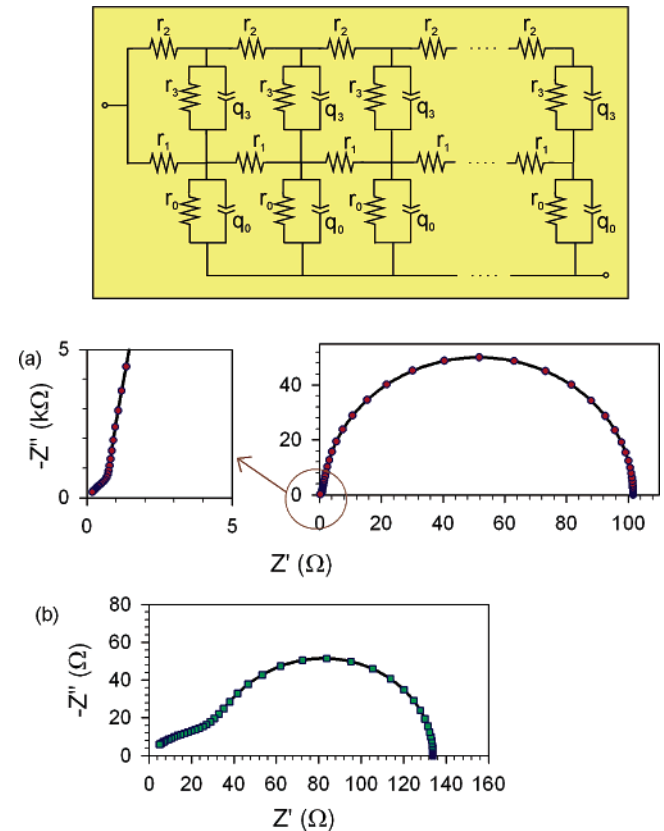 r2 r2 r2 r2
r3 q3 r3 q3 r3 q3 q3
r3
r1 r1 r1 r1
r0 q0 r0 q0 r0 q0 r0 q0
(a)
5
-Z'' (kΩ)
0
0 5
40
20
0
0 20 40 60 80 100
Z' (Ω)
(b)
80
60
-Z'' (Ω)
40
20
0
0 20 40 60 80 100 120 140 160
Z' (Ω)